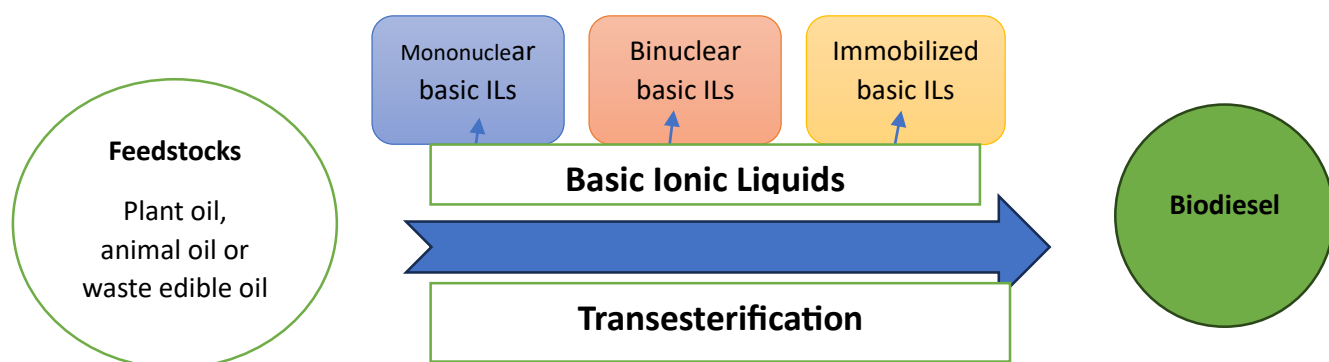 Mononuclear
basic ILs
Binuclear
basic ILs
Immobilized
basic ILs
Feedstocks
Plant oil,
animal oil or
waste edible oil
Basic Ionic Liquids
Transesterification
Biodiesel